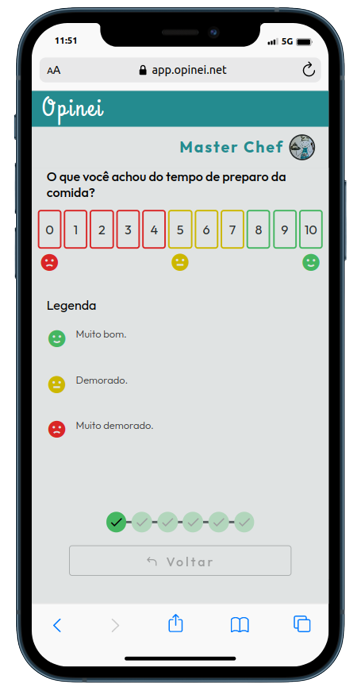 11:51
5G
AA
app.opinei.net
Opinei
Master Chef
O que você achou do tempo de preparo da
comida?
0 1 2 3 4 5 6 7 8 9 10
Legenda
Muito bom.
Demorado.
Muito demorado.
Voltar